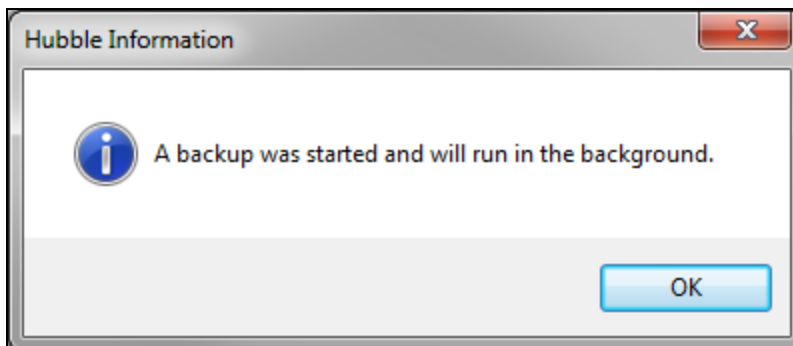 Hubble Information
A backup was started and will run in the background.
OK